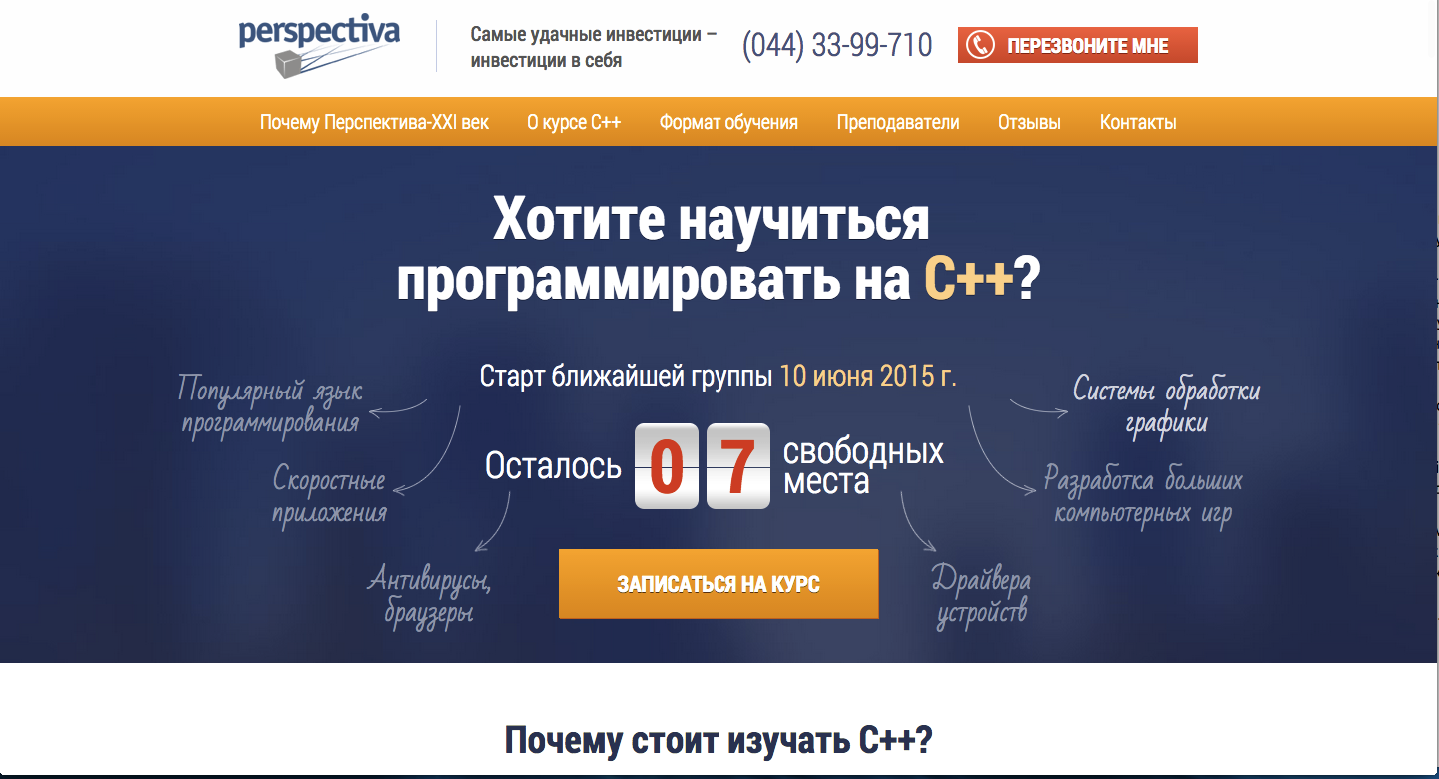 perspectiva
Самые удачные инвестиции –
инвестиции в себя
(044) 33-99-710
ПЕРЕЗВОНИТЕ МНЕ
Почему Перспектива-XXI век
О курсе C++
Формат обучения
Преподаватели
Отзывы
Контакты
Хотите научиться
программировать на C++?
Старт ближайшей группы 10 июня 2015 г.
Популярный язык
программирования
Системы обработки
графики
Осталось 07 свободных
места
Скоростные
приложения
Разработка больших
компьютерных игр
Антивирусы,
браузеры
ЗАПИСАТЬСЯ НА КУРС
Драйвера
устройств
Почему стоит изучать C++?